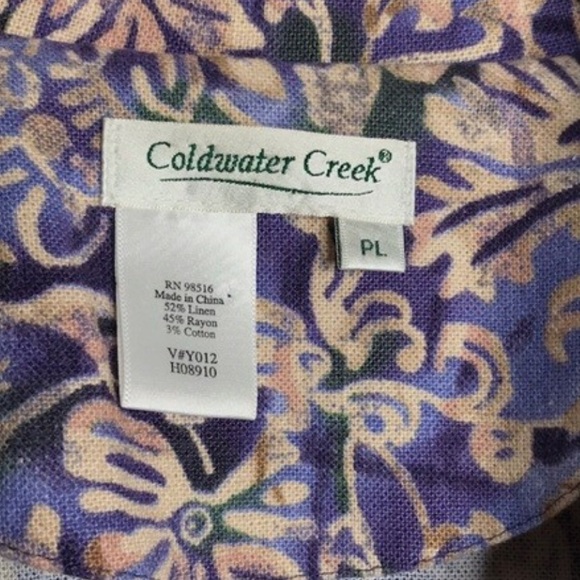 Coldwater Creek®
PL
RN 98516
Made in China
52% Linen
45% Rayon
3% Cotton
V#Y012
H08910